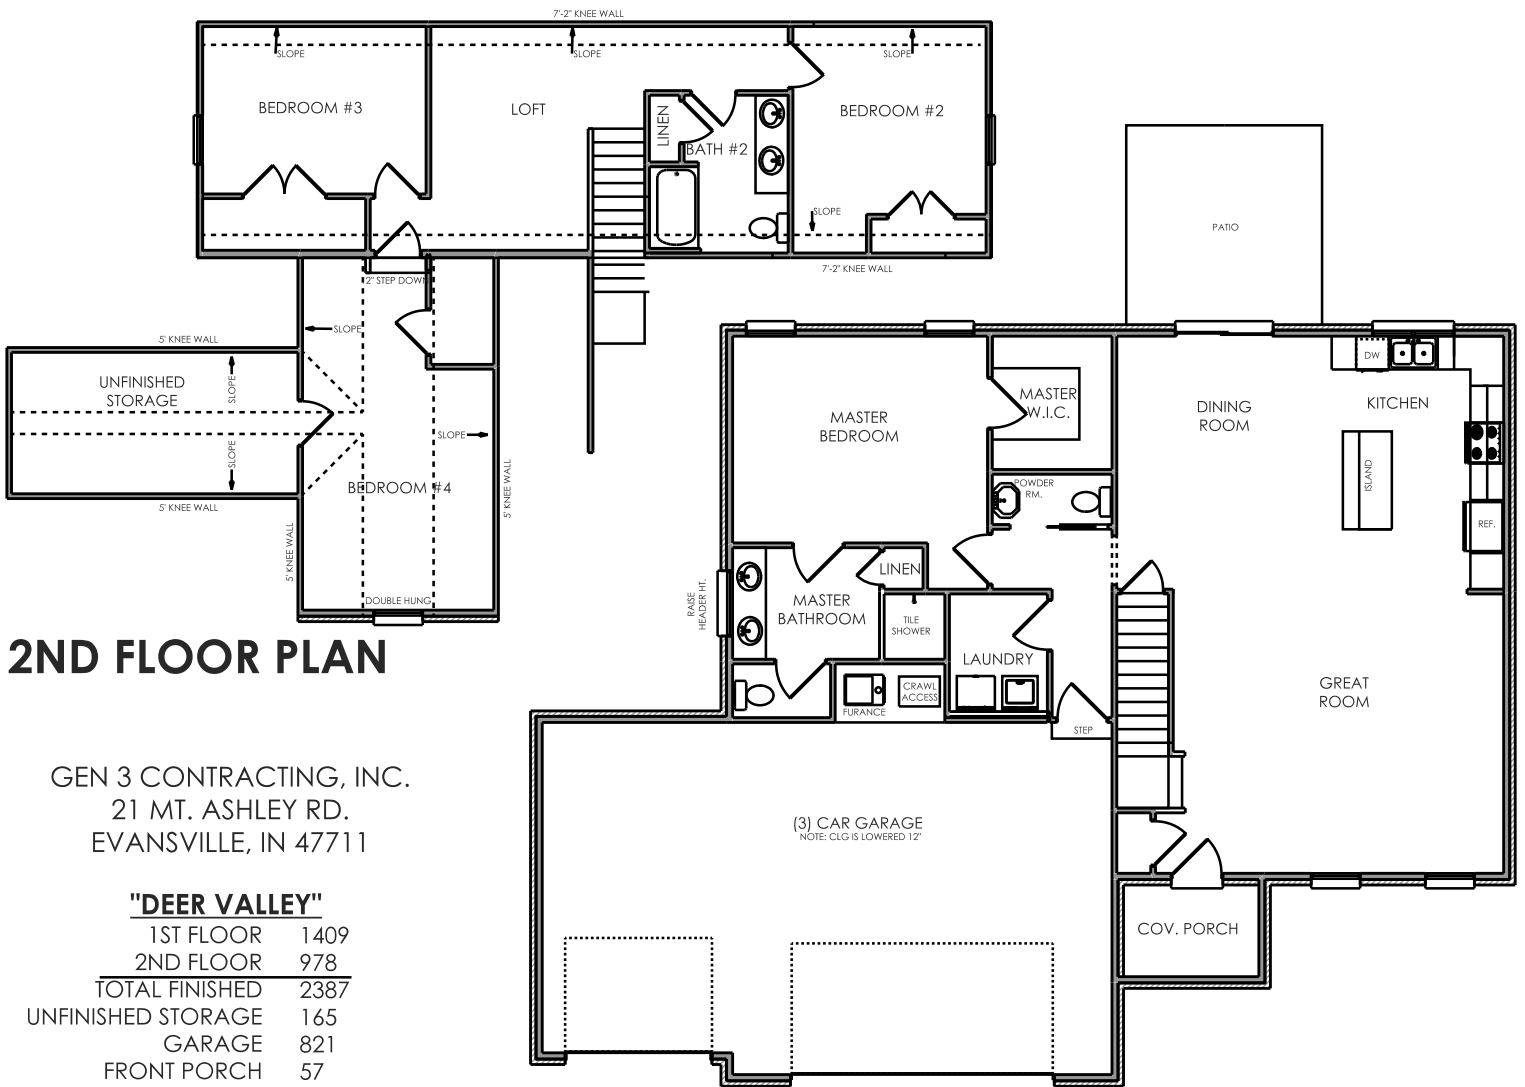 7'-2" KNEE WALL
SLOPE
SLOPE
SLOPE
BEDROOM #3
LOFT
LINEN
BATH #2
BEDROOM #2
SLOPE
7'-2" KNEE WALL
2" STEP DOWN
SLOPE
5' KNEE WALL
UNFINISHED
STORAGE
SLOPE
SLOPE
SLOPE
5' KNEE WALL
BEDROOM #4
5' KNEE WALL
5' KNEE WALL
DOUBLE HUNG
2ND FLOOR PLAN
PATIO
MASTER
BEDROOM
MASTER
W.I.C.
DINING
ROOM
DW
KITCHEN
ISLAND
REF.
POWDER
RM.
LINEN
RAISE
HEADER HT.
MASTER
BATHROOM
TILE
SHOWER
LAUNDRY
FURANCE
CRAWL
ACCESS
STEP
GREAT
ROOM
(3) CAR GARAGE
NOTE: CLG IS LOWERED 12"
COV. PORCH
GEN 3 CONTRACTING, INC.
21 MT. ASHLEY RD.
EVANSVILLE, IN 47711
"DEER VALLEY"
1ST FLOOR 1409
2ND FLOOR 978
TOTAL FINISHED 2387
UNFINISHED STORAGE 165
GARAGE 821
FRONT PORCH 57